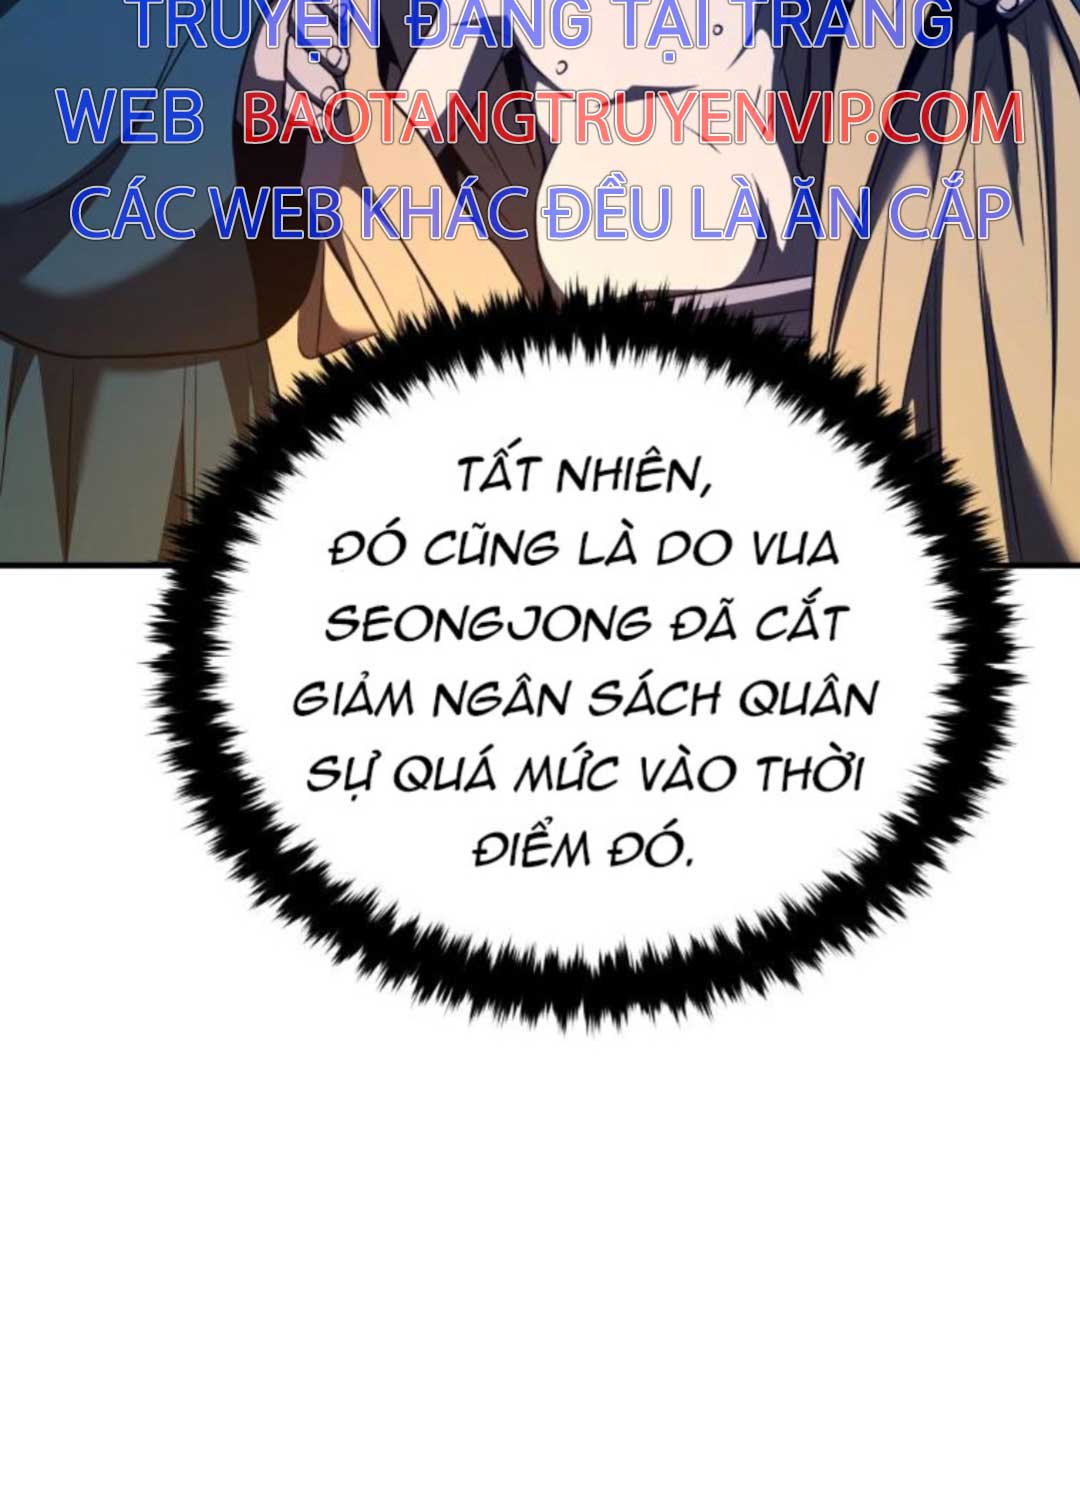 TRUYỆN ĐANG TẠI TRANG
WEB BAOTANGTRUYENVIP.COM
CÁC WEB KHÁC ĐỀU LÀ ĂN CẮP
TẤT NHIÊN,
ĐÓ CŨNG LÀ DO VUA
SEONGJONG ĐÃ CẮT
GIẢM NGÂN SÁCH QUÂN
SỰ QUÁ MỨC VÀO THỜI
ĐIỂM ĐÓ.